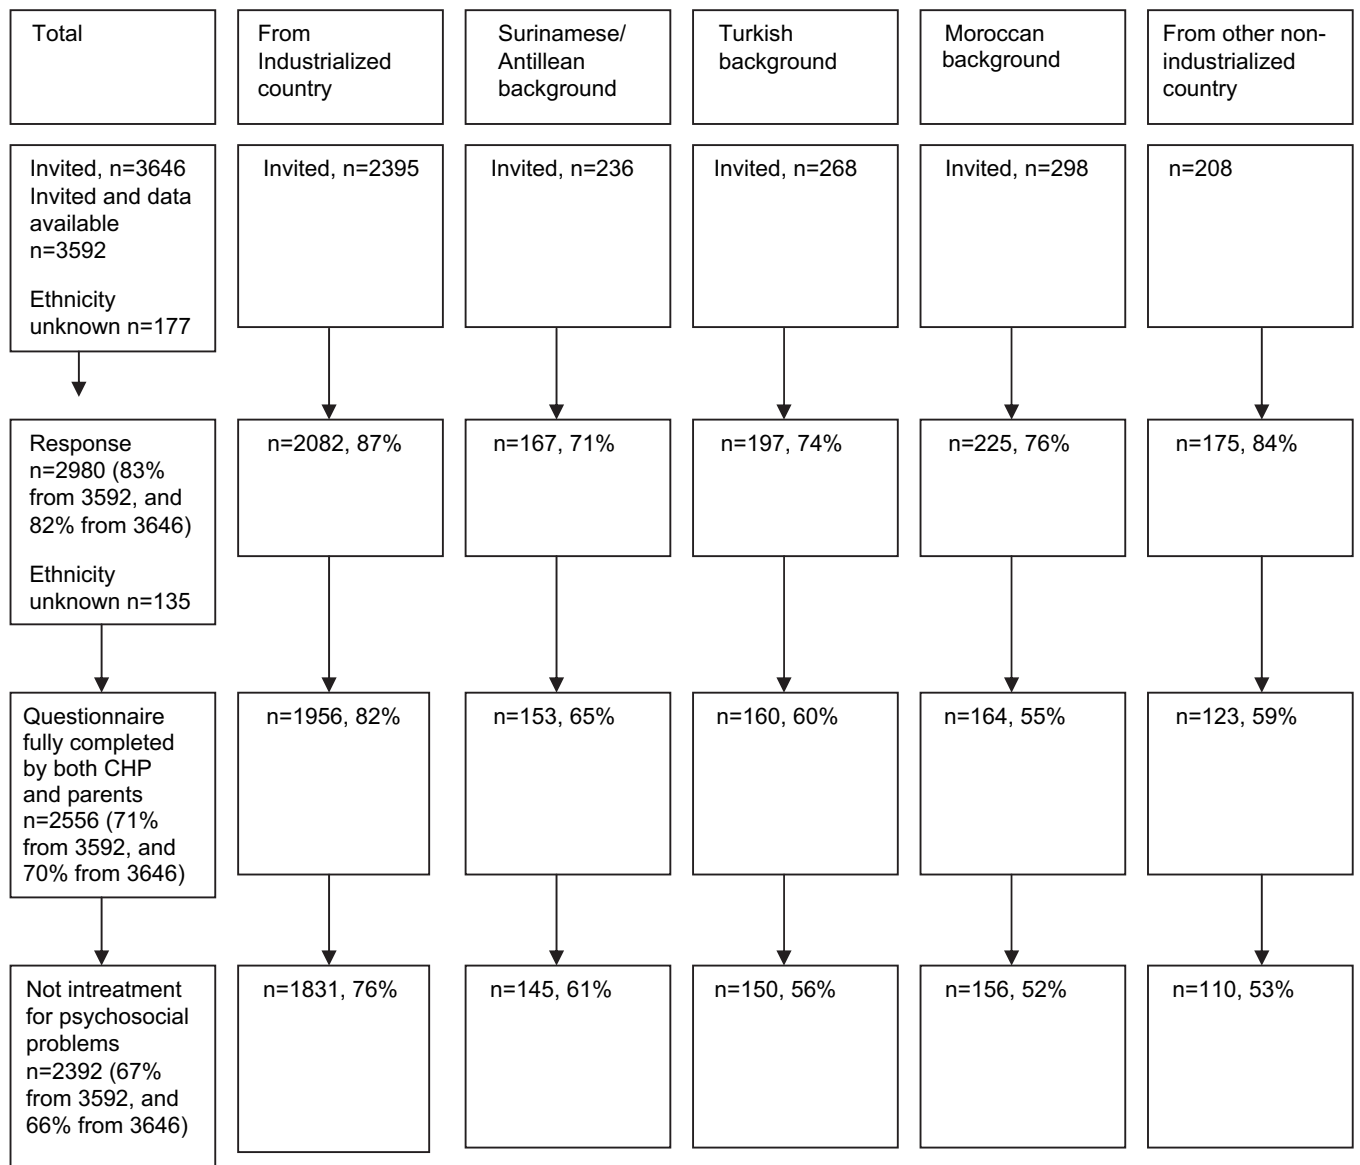 Total
From
Industrialized
country
Surinamese/
Antillean
background
Turkish
background
Moroccan
background
From other non-
industrialized
country
Invited, n=3646
Invited and data
available
n=3592
Ethnicity
unknown n=177
Invited, n=2395
Invited, n=236
Invited, n=268
Invited, n=298
n=208
Response
n=2980 (83%
from 3592, and
82% from 3646)
Ethnicity
unknown n=135
n=2082, 87%
n=167, 71%
n=197, 74%
n=225, 76%
n=175, 84%
Questionnaire
fully completed
by both CHP
and parents
n=2556 (71%
from 3592, and
70% from 3646)
n=1956, 82%
n=153, 65%
n=160, 60%
n=164, 55%
n=123, 59%
Not intreatment
for psychosocial
problems
n=2392 (67%
from 3592, and
66% from 3646)
n=1831, 76%
n=145, 61%
n=150, 56%
n=156, 52%
n=110, 53%